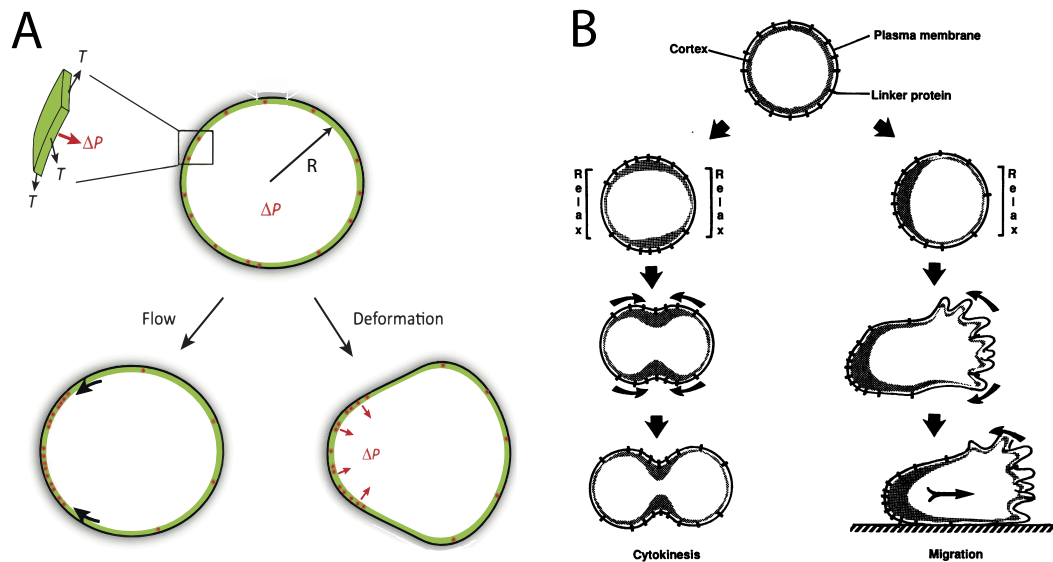 A
T
ΔP
T
T
R
ΔP
Flow
Deformation
ΔP
B
Cortex
Plasma membrane
Linker protein
Relax
Relax
Relax
Cytokinesis
Migration